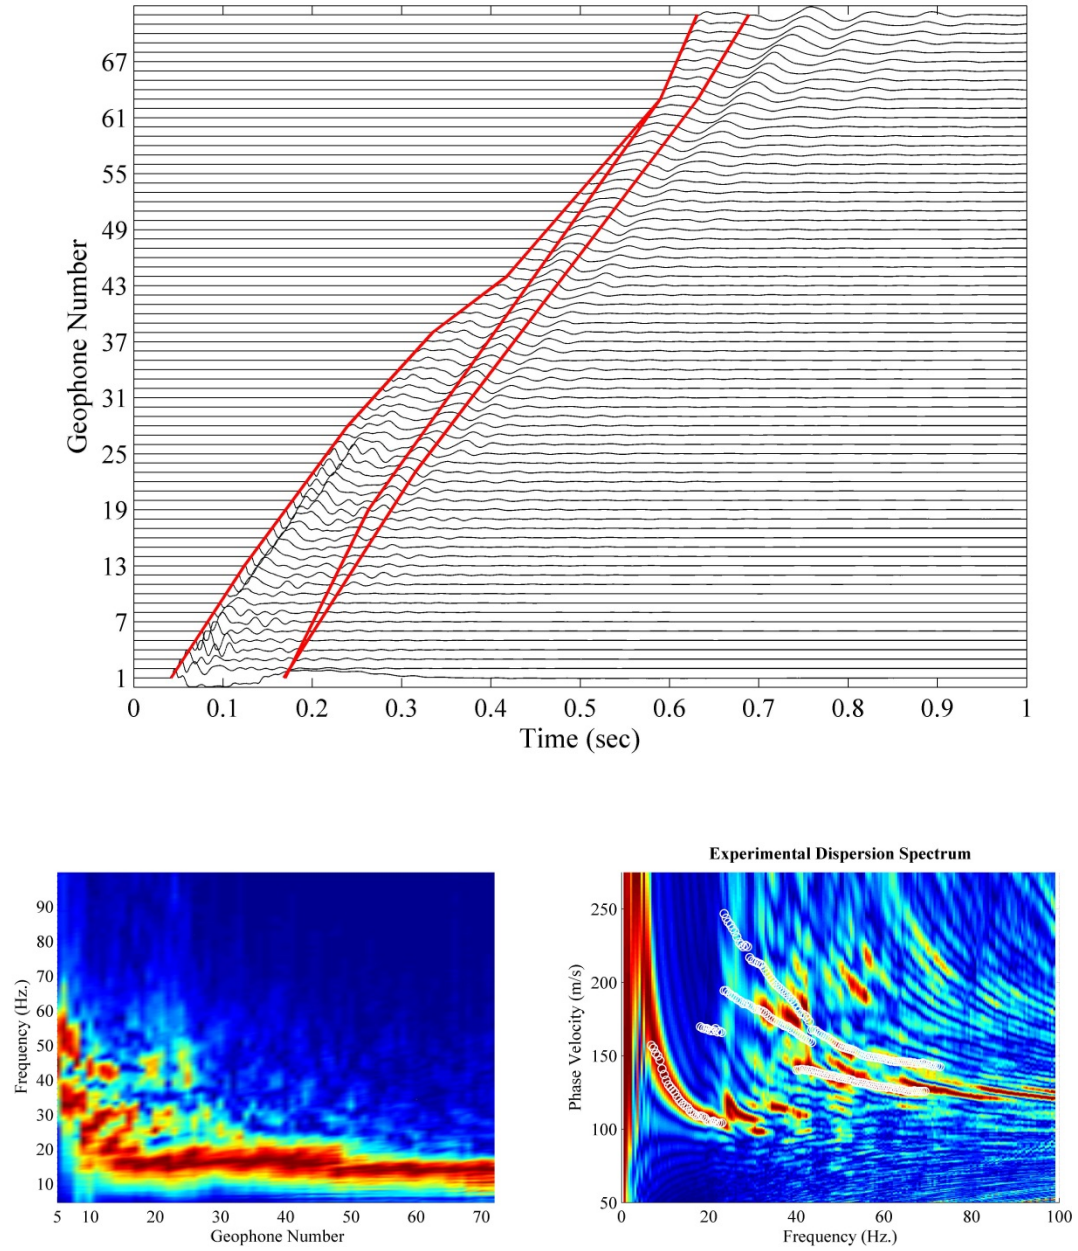 67
61
55
49
43
37
31
25
19
13
7
1
Geophone Number
0 0.1 0.2 0.3 0.4 0.5 0.6 0.7 0.8 0.9 1
Time (sec)
90
80
70
60
50
40
30
20
10
Frequency (Hz.)
5 10 20 30 40 50 60 70
Geophone Number
Experimental Dispersion Spectrum
250
200
150
100
50
Phase Velocity (m/s)
0 20 40 60 80 100
Frequency (Hz.)